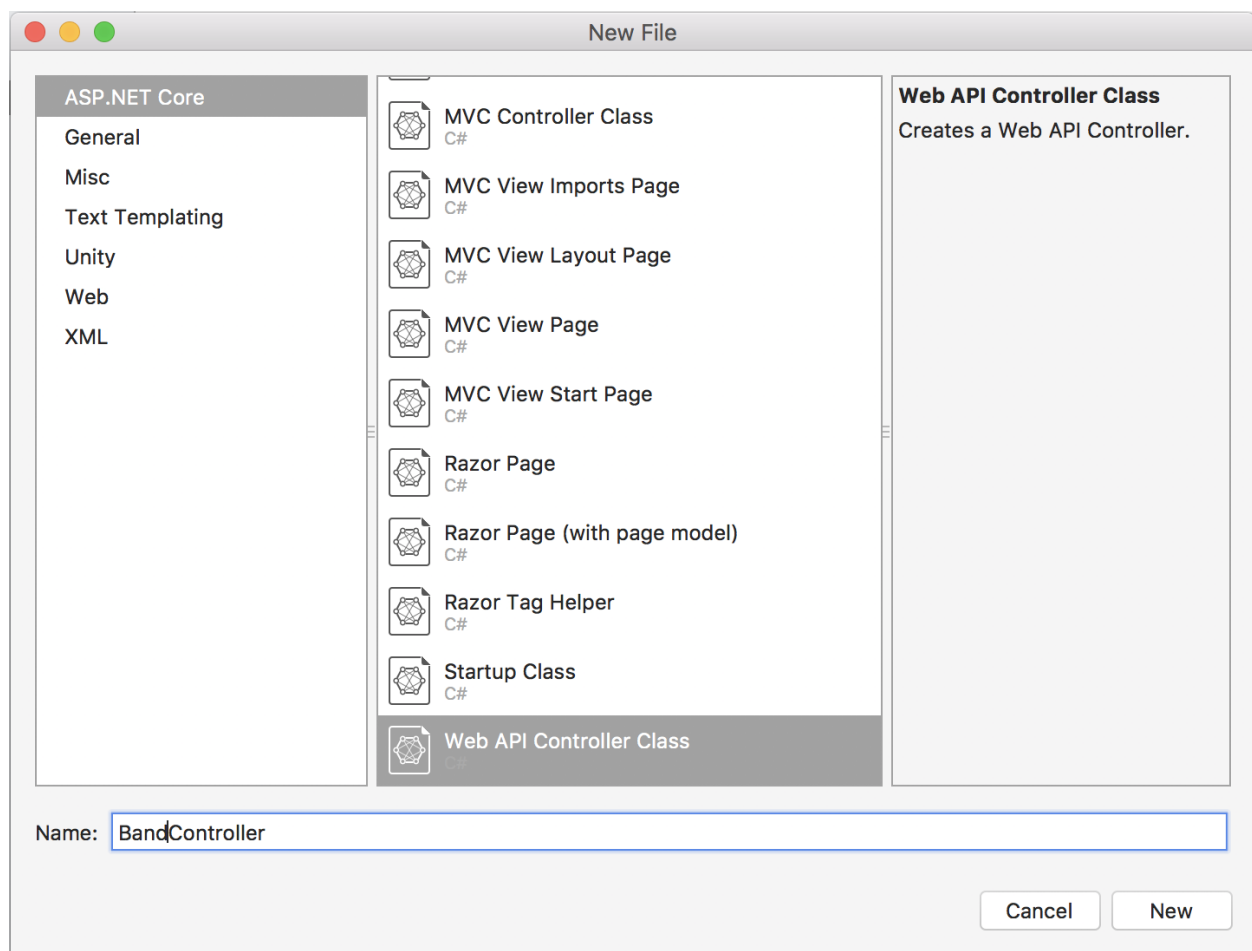 New File
ASP.NET Core
General
Misc
Text Templating
Unity
Web
XML
MVC Controller Class
C#
MVC View Imports Page
C#
MVC View Layout Page
C#
MVC View Page
C#
MVC View Start Page
C#
Razor Page
C#
Razor Page (with page model)
C#
Razor Tag Helper
C#
Startup Class
C#
Web API Controller Class
C#
Web API Controller Class
Creates a Web API Controller.
Name: BandController
Cancel New